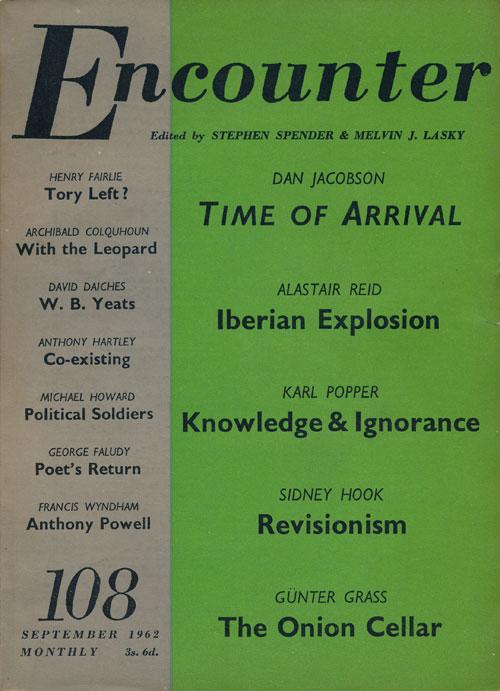 Encounter
Edited by STEPHEN SPENDER & MELVIN J. LASKY
HENRY FAIRLIE
Tory Left?
ARCHIBALD COLQUHOUN
With the Leopard
DAVID DAICHES
W. B. Yeats
ANTHONY HARTLEY
Co-existing
MICHAEL HOWARD
Political Soldiers
GEORGE FALUDY
Poet's Return
FRANCIS WYNDHAM
Anthony Powell
108
SEPTEMBER 1962
MONTHLY 3s. 6d.
DAN JACOBSON
TIME OF ARRIVAL
ALASTAIR REID
Iberian Explosion
KARL POPPER
Knowledge & Ignorance
SIDNEY HOOK
Revisionism
GÜNTER GRASS
The Onion Cellar